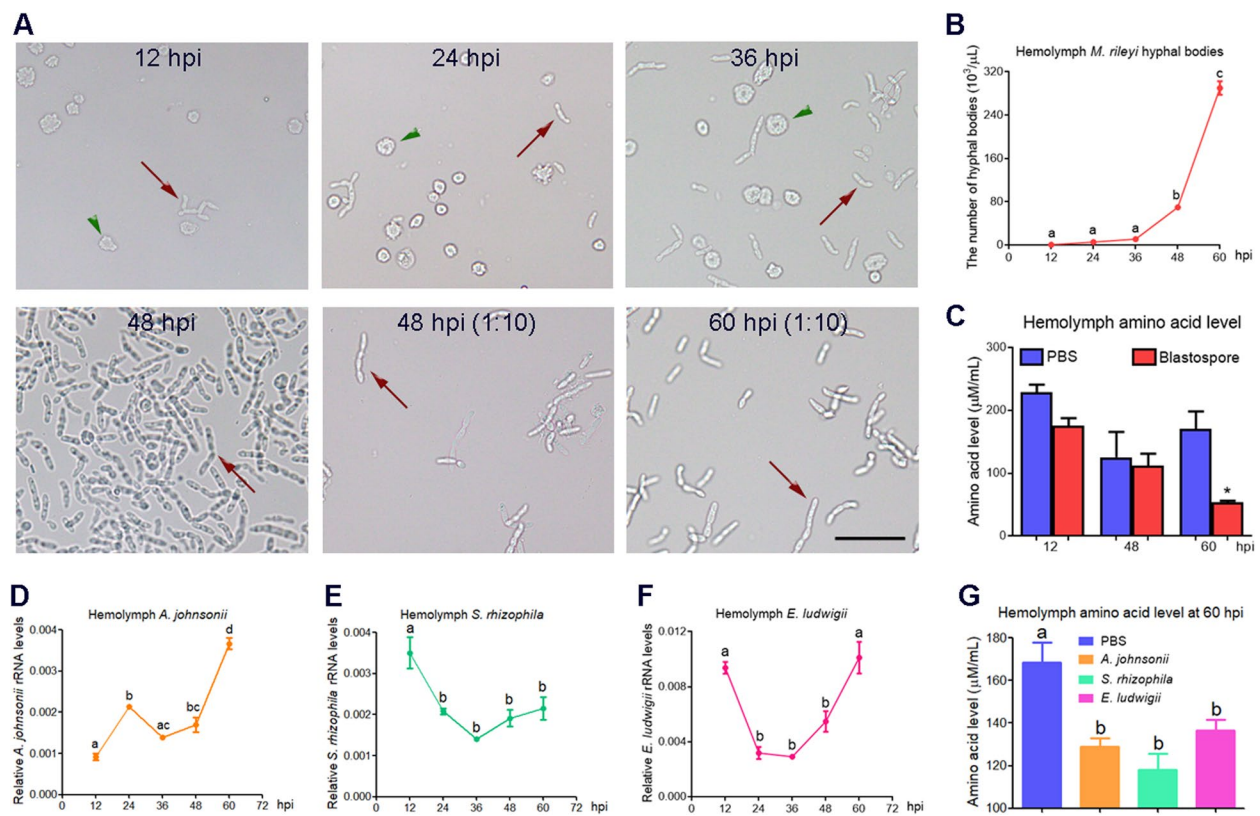 A
12 hpi
24 hpi
36 hpi
48 hpi
48 hpi (1:10)
60 hpi (1:10)
B
Hemolymph M. rileyi hyphal bodies
The number of hyphal bodies (10³/μL)
320
240
160
80
0
a
a
a
b
c
0 12 24 36 48 60 hpi
C
Hemolymph amino acid level
PBS
Blastospore
Amino acid level (μM/mL)
300
200
100
0
*
12 48 60 hpi
D
Hemolymph A. johnsonii
Relative A. johnsonii rRNA levels
0.004
0.003
0.002
0.001
0.000
a
b
ac
bc
d
0 12 24 36 48 60 72 hpi
E
Hemolymph S. rhizophila
Relative S. rhizophila rRNA levels
0.004
0.003
0.002
0.001
0.000
a
b
b
b
b
0 12 24 36 48 60 72 hpi
F
Hemolymph E. ludwigii
Relative E. ludwigii rRNA levels
0.012
0.008
0.004
0.000
a
b
b
b
a
0 12 24 36 48 60 72 hpi
G
Hemolymph amino acid level at 60 hpi
PBS
A. johnsonii
S. rhizophila
E. ludwigii
Amino acid level (μM/mL)
180
160
140
120
100
a
b
b
b